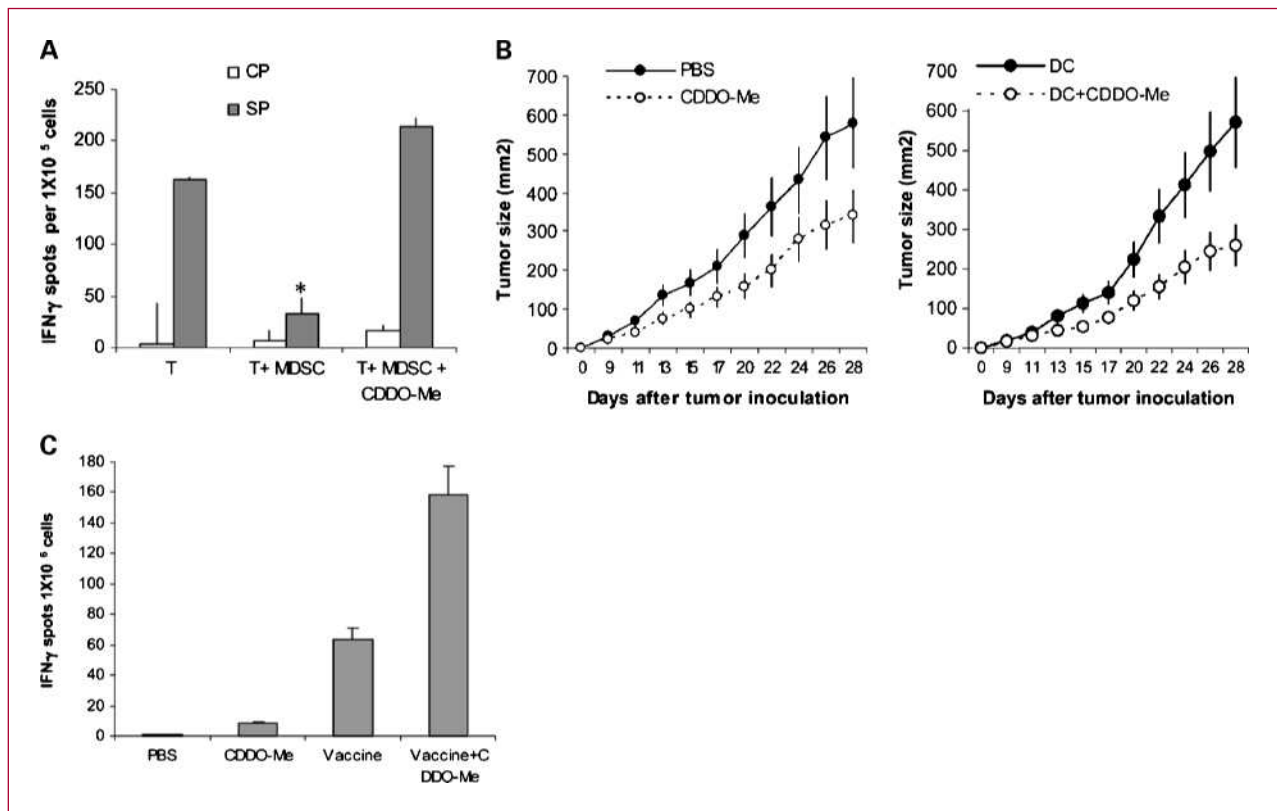 A
CP
SP
IFN-γ spots per 1X10 5 cells
250
200
150
100
50
0
*
T
T+ MDSC
T+ MDSC +
CDDO-Me
B
PBS
CDDO-Me
Tumor size (mm2)
700
600
500
400
300
200
100
0
0 9 11 13 15 17 20 22 24 26 28
Days after tumor inoculation
DC
DC+CDDO-Me
Tumor size (mm2)
700
600
500
400
300
200
100
0
0 9 11 13 15 17 20 22 24 26 28
Days after tumor inoculation
C
IFN-γ spots 1X10 6 cells
180
160
140
120
100
80
60
40
20
0
PBS
CDDO-Me
Vaccine
Vaccine+C
DDO-Me